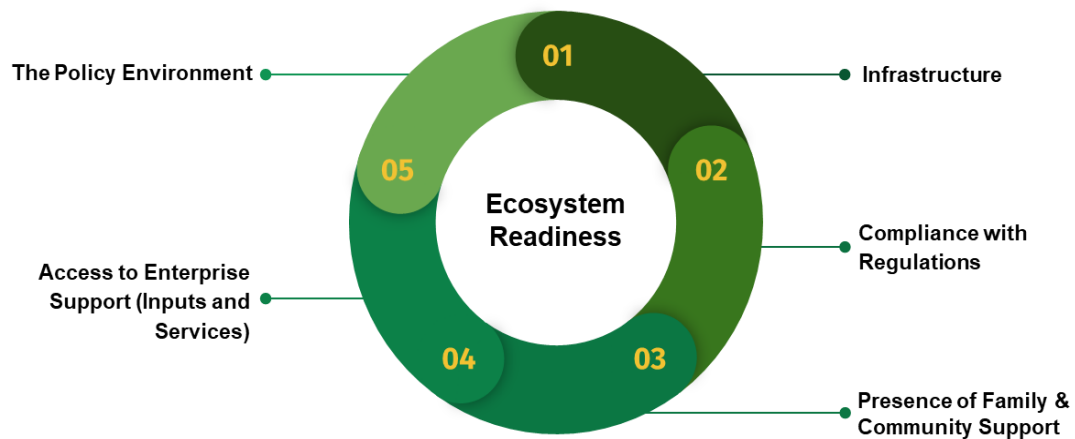 01
Infrastructure
02
Compliance with
Regulations
03
Presence of Family &
Community Support
04
Access to Enterprise
Support (Inputs and
Services)
05
The Policy Environment
Ecosystem
Readiness